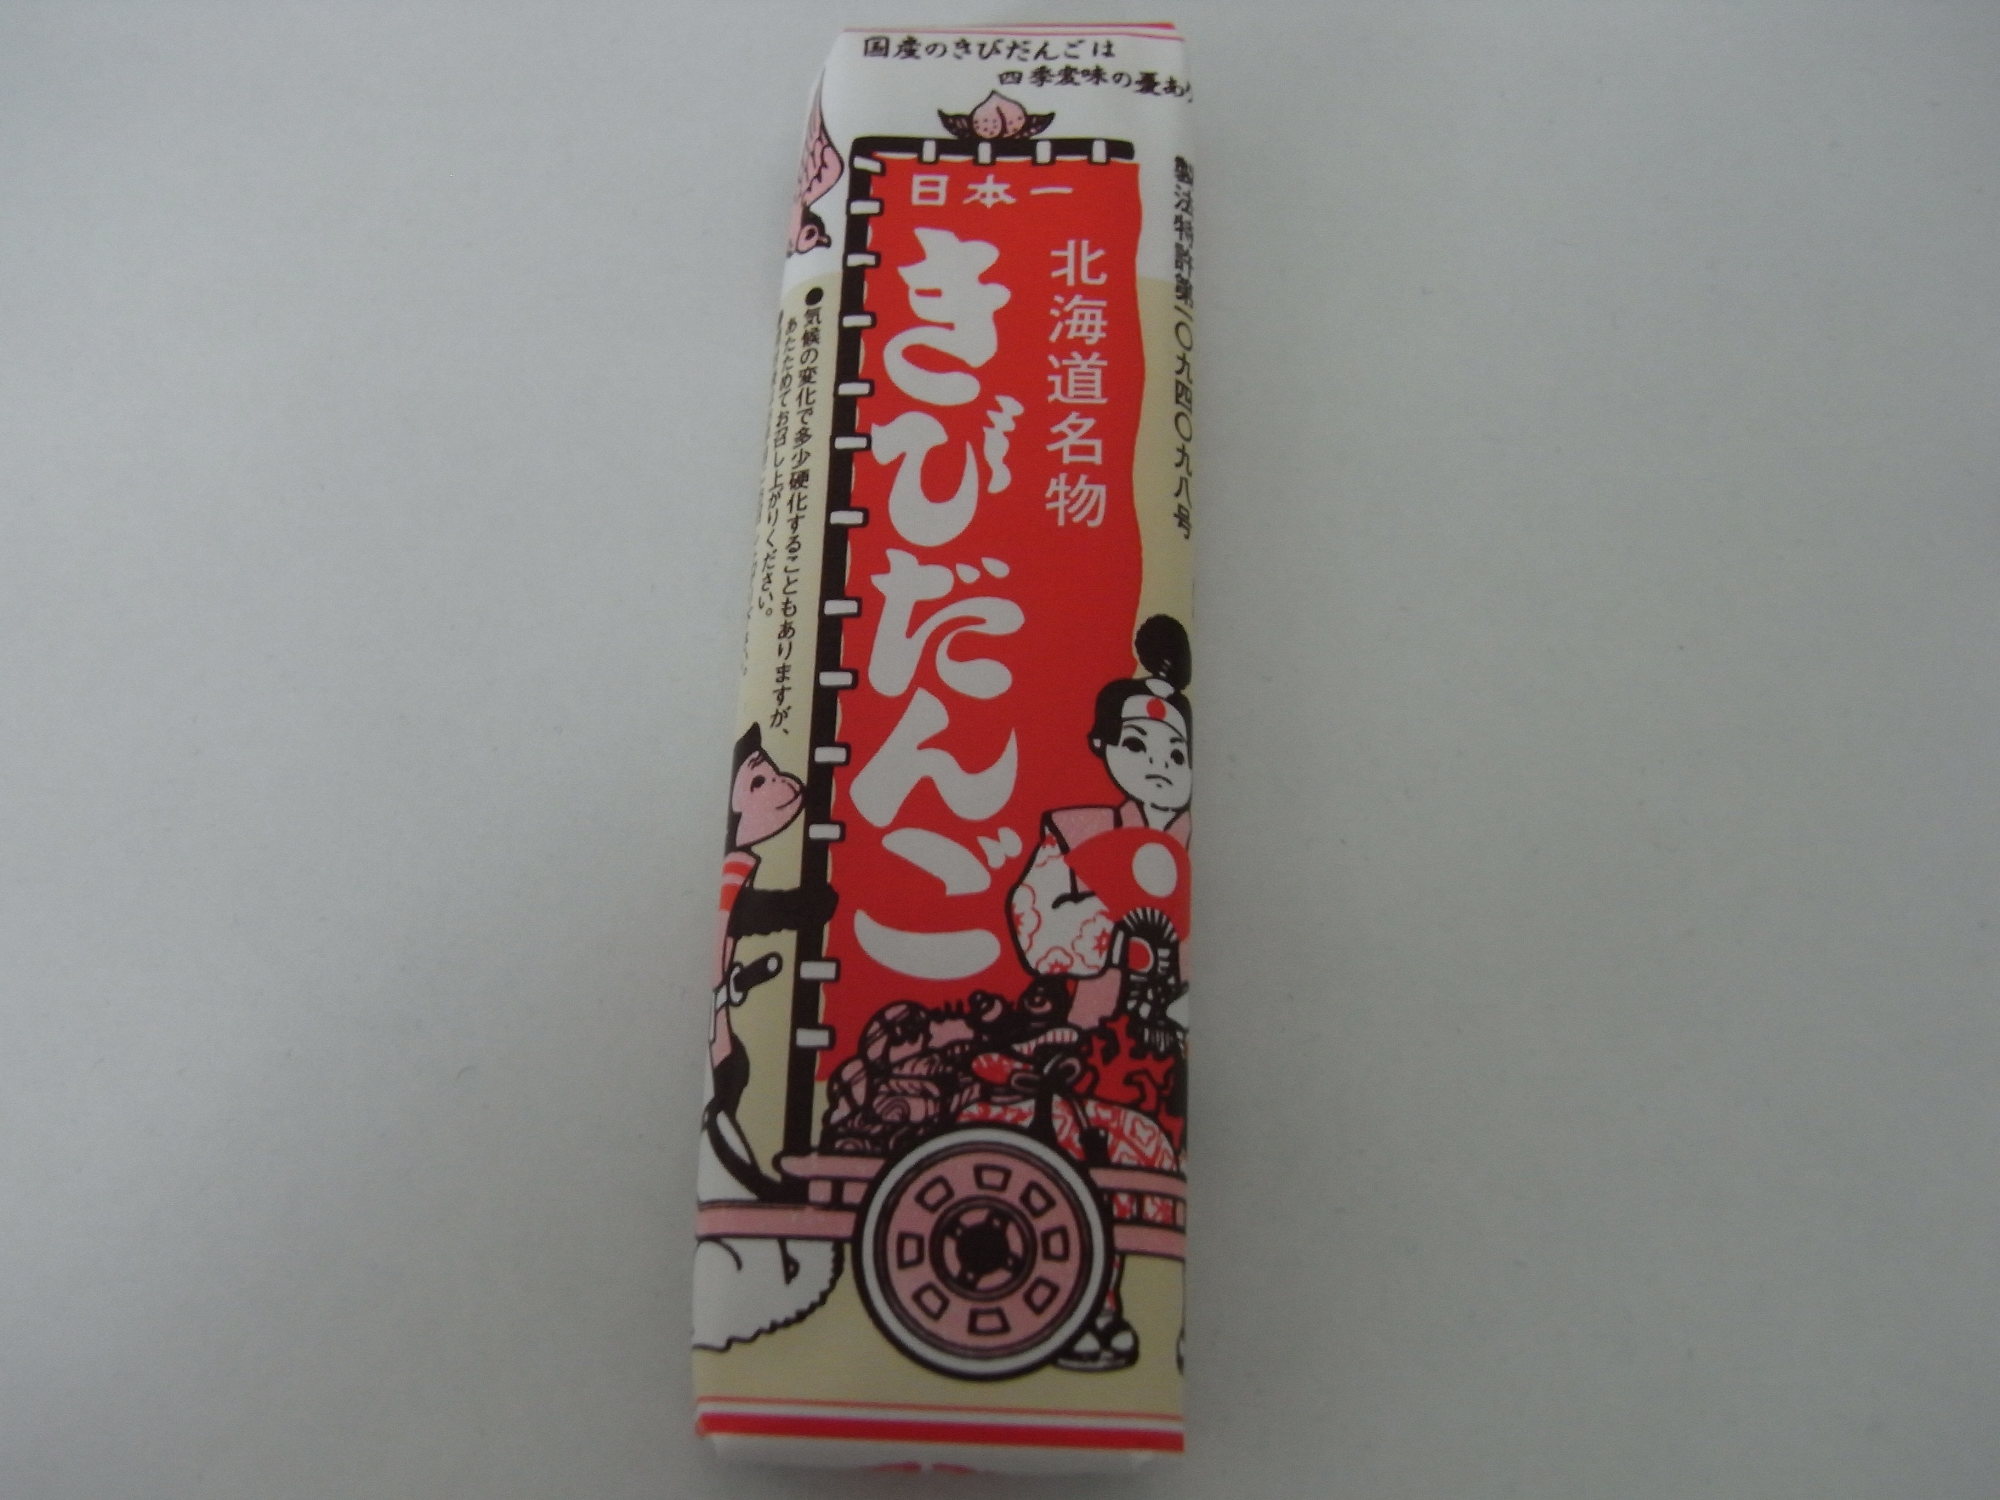 国産のきびだんごは
四季変味の憂あり
日本一
北海道名物
きびだんご
製法特許第一〇九四〇九八号
●気候の変化で多少硬化することもありますが、
あたためてお召し上がりください。